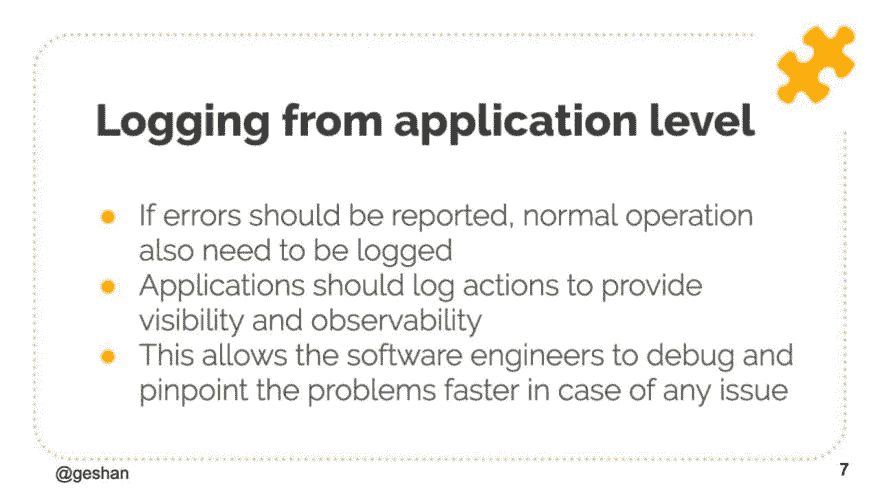 Logging from application level
If errors should be reported, normal operation
also need to be logged
Applications should log actions to provide
visibility and observability
This allows the software engineers to debug and
pinpoint the problems faster in case of any issue
@geshan
7